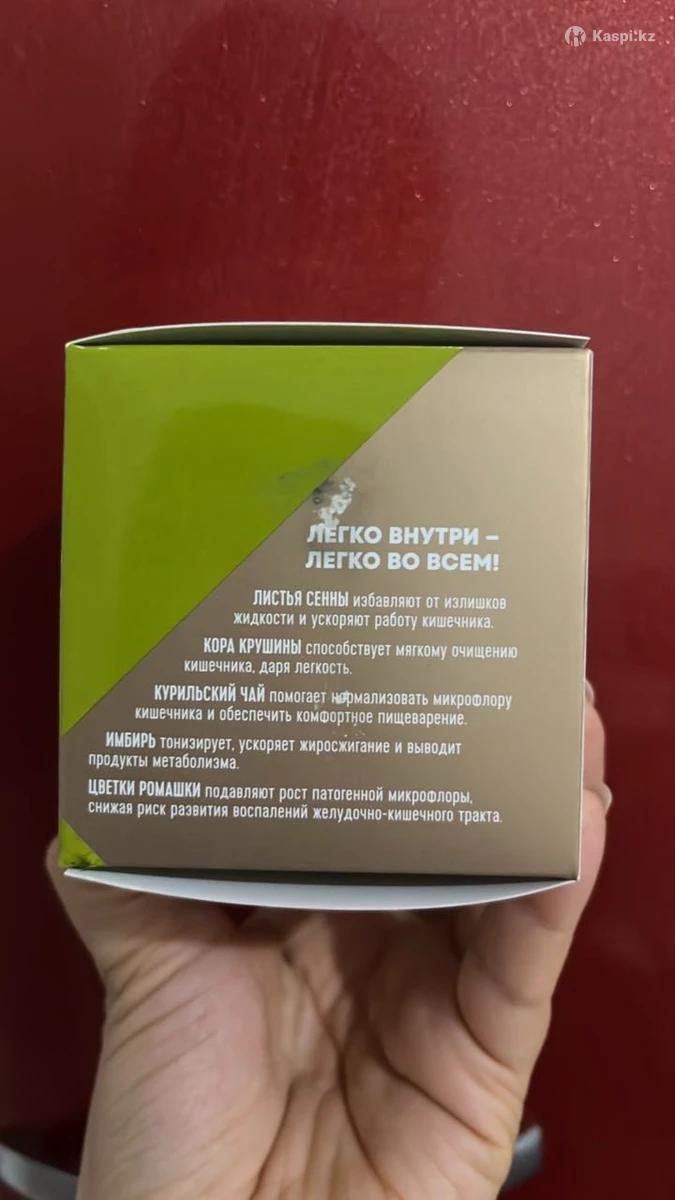 Kaspi.kz
ЛЕГКО ВНУТРИ –
ЛЕГКО ВО ВСЕМ!
ЛИСТЬЯ СЕННЫ избавляют от излишков
жидкости и ускоряют работу кишечника.
КОРА КРУШИНЫ способствует мягкому очищению
кишечника, даря легкость.
КУРИЛЬСКИЙ ЧАЙ помогает нормализовать микрофлору
кишечника и обеспечить комфортное пищеварение.
ИМБИРЬ тонизирует, ускоряет жиросжигание и выводит
продукты метаболизма.
ЦВЕТКИ РОМАШКИ подавляют рост патогенной микрофлоры,
снижая риск развития воспалений желудочно-кишечного тракта.